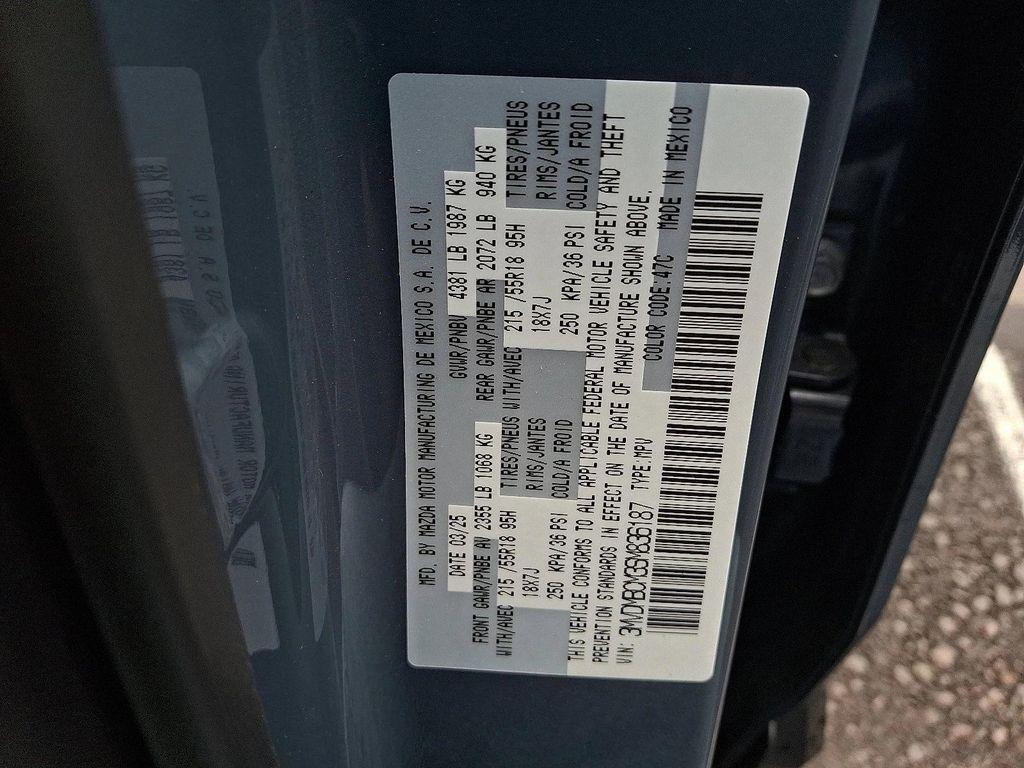 MFD. BY MAZDA MOTOR MANUFACTURING DE MEXICO S.A. DE C.V.
DATE 03/25 GVWR/PNBV 4381 LB 1987 KG
FRONT GAWR/PNBE AV 2355 LB 1068 KG REAR GAWR/PNBE AR 2072 LB 940 KG
WITH/AVEC 215 /55R18 95H TIRES/PNEUS WITH/AVEC 215 /55R18 95H TIRES/PNEUS
18X7J RIMS/JANTES 18X7J RIMS/JANTES
250 KPA/36 PSI COLD/A FROID 250 KPA/36 PSI COLD/A FROID
THIS VEHICLE CONFORMS TO ALL APPLICABLE FEDERAL MOTOR VEHICLE SAFETY AND THEFT
PREVENTION STANDARDS IN EFFECT ON THE DATE OF MANUFACTURE SHOWN ABOVE.
VIN: 3MVDMBCM3SM836187 TYPE:MPV COLOR CODE:47C MADE IN MEXICO